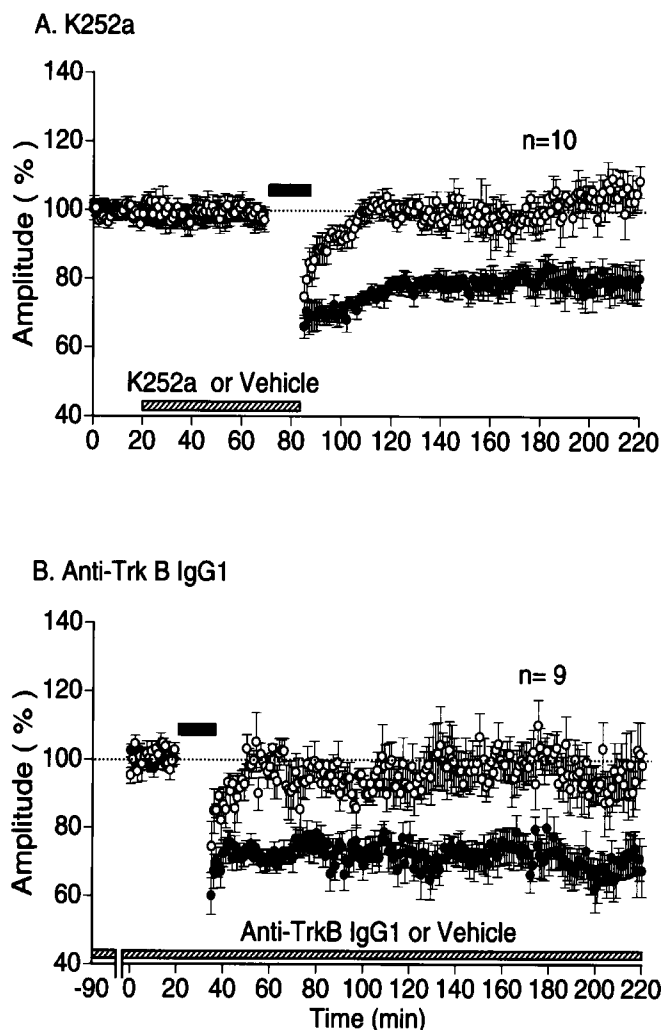 A. K252a
140
120
100
80
60
40
Amplitude ( % )
n=10
K252a or Vehicle
0 20 40 60 80 100 120 140 160 180 200 220
B. Anti-Trk B IgG1
140
120
100
80
60
40
Amplitude ( % )
n= 9
Anti-TrkB IgG1 or Vehicle
-90 0 20 40 60 80 100 120 140 160 180 200 220
Time (min)